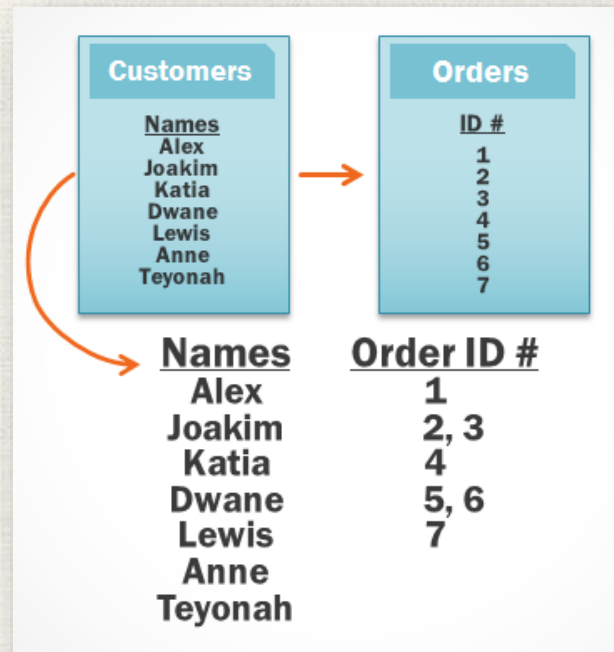 Customers
Names
Alex
Joakim
Katia
Dwane
Lewis
Anne
Teyonah
Orders
ID #
1
2
3
4
5
6
7
Names Order ID #
Alex 1
Joakim 2, 3
Katia 4
Dwane 5, 6
Lewis 7
Anne
Teyonah